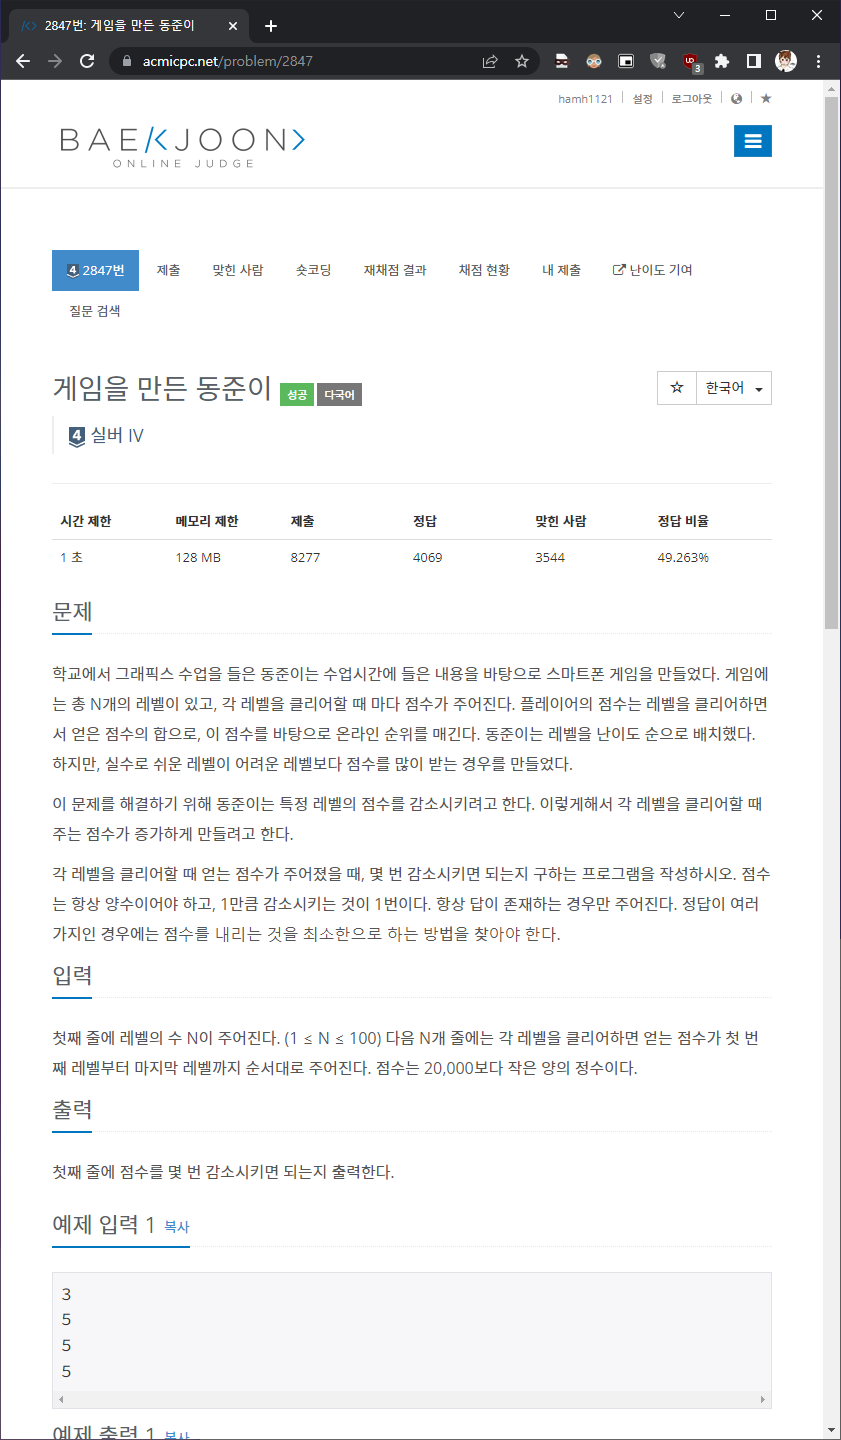 2847번: 게임을 만든 동준이
acmicpc.net/problem/2847
3
hamh1121 설정 로그아웃
BAEKJOON
ONLINE JUDGE
4 2847번 제출 맞힌 사람 숏코딩 재채점 결과 채점 현황 내 제출 난이도 기여
질문 검색
게임을 만든 동준이 성공 다국어
한국어
4 실버 IV
시간 제한 메모리 제한 제출 정답 맞힌 사람 정답 비율
1 초 128 MB 8277 4069 3544 49.263%
문제
학교에서 그래픽스 수업을 들은 동준이는 수업시간에 들은 내용을 바탕으로 스마트폰 게임을 만들었다. 게임에
는 총 N개의 레벨이 있고, 각 레벨을 클리어할 때 마다 점수가 주어진다. 플레이어의 점수는 레벨을 클리어하면
서 얻은 점수의 합으로, 이 점수를 바탕으로 온라인 순위를 매긴다. 동준이는 레벨을 난이도 순으로 배치했다.
하지만, 실수로 쉬운 레벨이 어려운 레벨보다 점수를 많이 받는 경우를 만들었다.
이 문제를 해결하기 위해 동준이는 특정 레벨의 점수를 감소시키려고 한다. 이렇게해서 각 레벨을 클리어할 때
주는 점수가 증가하게 만들려고 한다.
각 레벨을 클리어할 때 얻는 점수가 주어졌을 때, 몇 번 감소시키면 되는지 구하는 프로그램을 작성하시오. 점수
는 항상 양수이어야 하고, 1만큼 감소시키는 것이 1번이다. 항상 답이 존재하는 경우만 주어진다. 정답이 여러
가지인 경우에는 점수를 내리는 것을 최소한으로 하는 방법을 찾아야 한다.
입력
첫째 줄에 레벨의 수 N이 주어진다. (1 ≤ N ≤ 100) 다음 N개 줄에는 각 레벨을 클리어하면 얻는 점수가 첫 번
째 레벨부터 마지막 레벨까지 순서대로 주어진다. 점수는 20,000보다 작은 양의 정수이다.
출력
첫째 줄에 점수를 몇 번 감소시키면 되는지 출력한다.
예제 입력 1 복사
3
5
5
5
예제 출력 1 복사